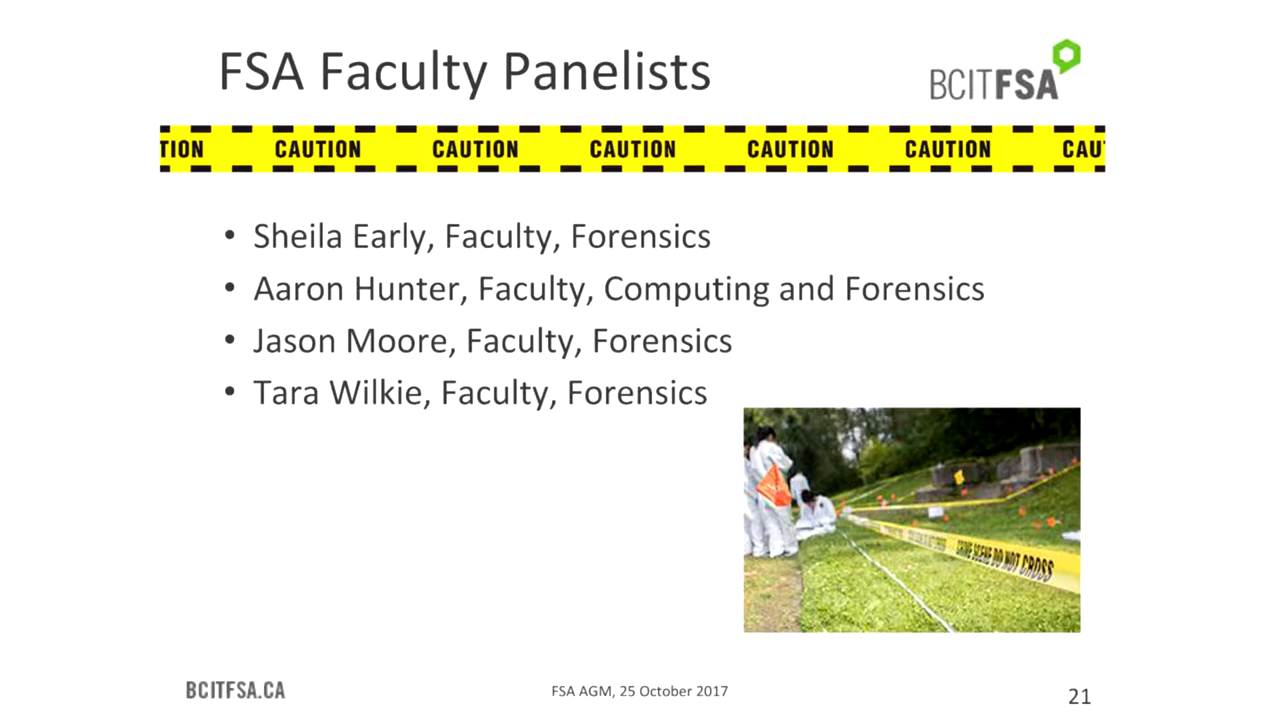 FSA Faculty Panelists
BCITFSA
TION CAUTION CAUTION CAUTION CAUTION CAUTION CAU
• Sheila Early, Faculty, Forensics
• Aaron Hunter, Faculty, Computing and Forensics
• Jason Moore, Faculty, Forensics
• Tara Wilkie, Faculty, Forensics
CRIME SCENE DO NOT CROSS
BCITFSA.CA
FSA AGM, 25 October 2017
21